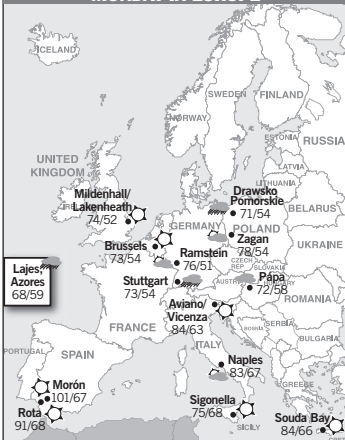 ICELAND
SWEDEN
FINLAND
NORWAY
ESTONIA
RUSSIA
LATVIA
LITHUANIA
UNITED
KINGDOM
Mildenhall/
Lakenheath
74/52
Drawsko
Pomorskie
71/54
BELARUS
GERMANY
POLAND
Zagan
78/54
Brussels
73/54
Ramstein
76/51
CZECH
REP.
SLOVAKIA
UKRAINE
Lajes,
Azores
68/59
Stuttgart
73/54
Pápa
72/58
Aviano/
Vicenza
84/63
ROMANIA
FRANCE
BOSNIA
SERBIA
BULGARIA
ITALY
PORTUGAL
SPAIN
Naples
83/67
GREECE
Morón
101/67
Rota
91/68
Sigonella
75/68
SICILY
Souda Bay
84/66